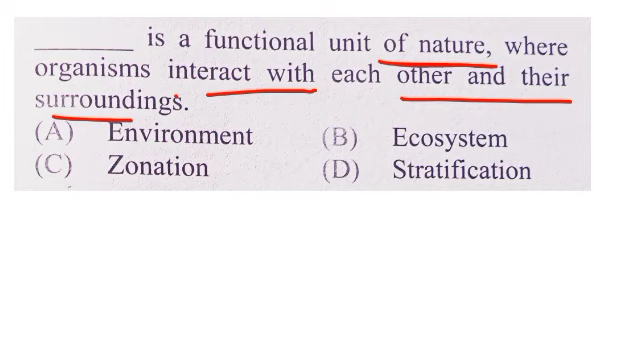 ________ is a functional unit of nature, where
organisms interact with each other and their
surroundings.
(A) Environment (B) Ecosystem
(C) Zonation (D) Stratification